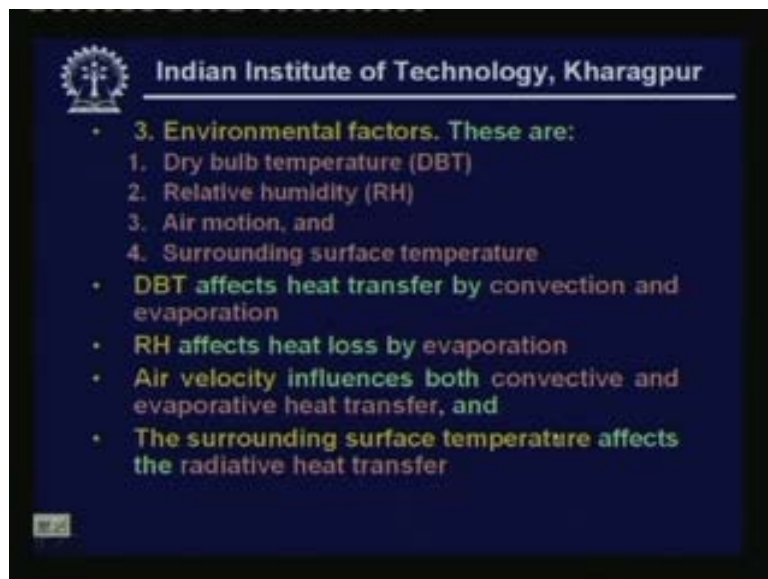 Indian Institute of Technology, Kharagpur
• 3. Environmental factors. These are:
1. Dry bulb temperature (DBT)
2. Relative humidity (RH)
3. Air motion, and
4. Surrounding surface temperature
• DBT affects heat transfer by convection and
evaporation
• RH affects heat loss by evaporation
• Air velocity influences both convective and
evaporative heat transfer, and
• The surrounding surface temperature affects
the radiative heat transfer